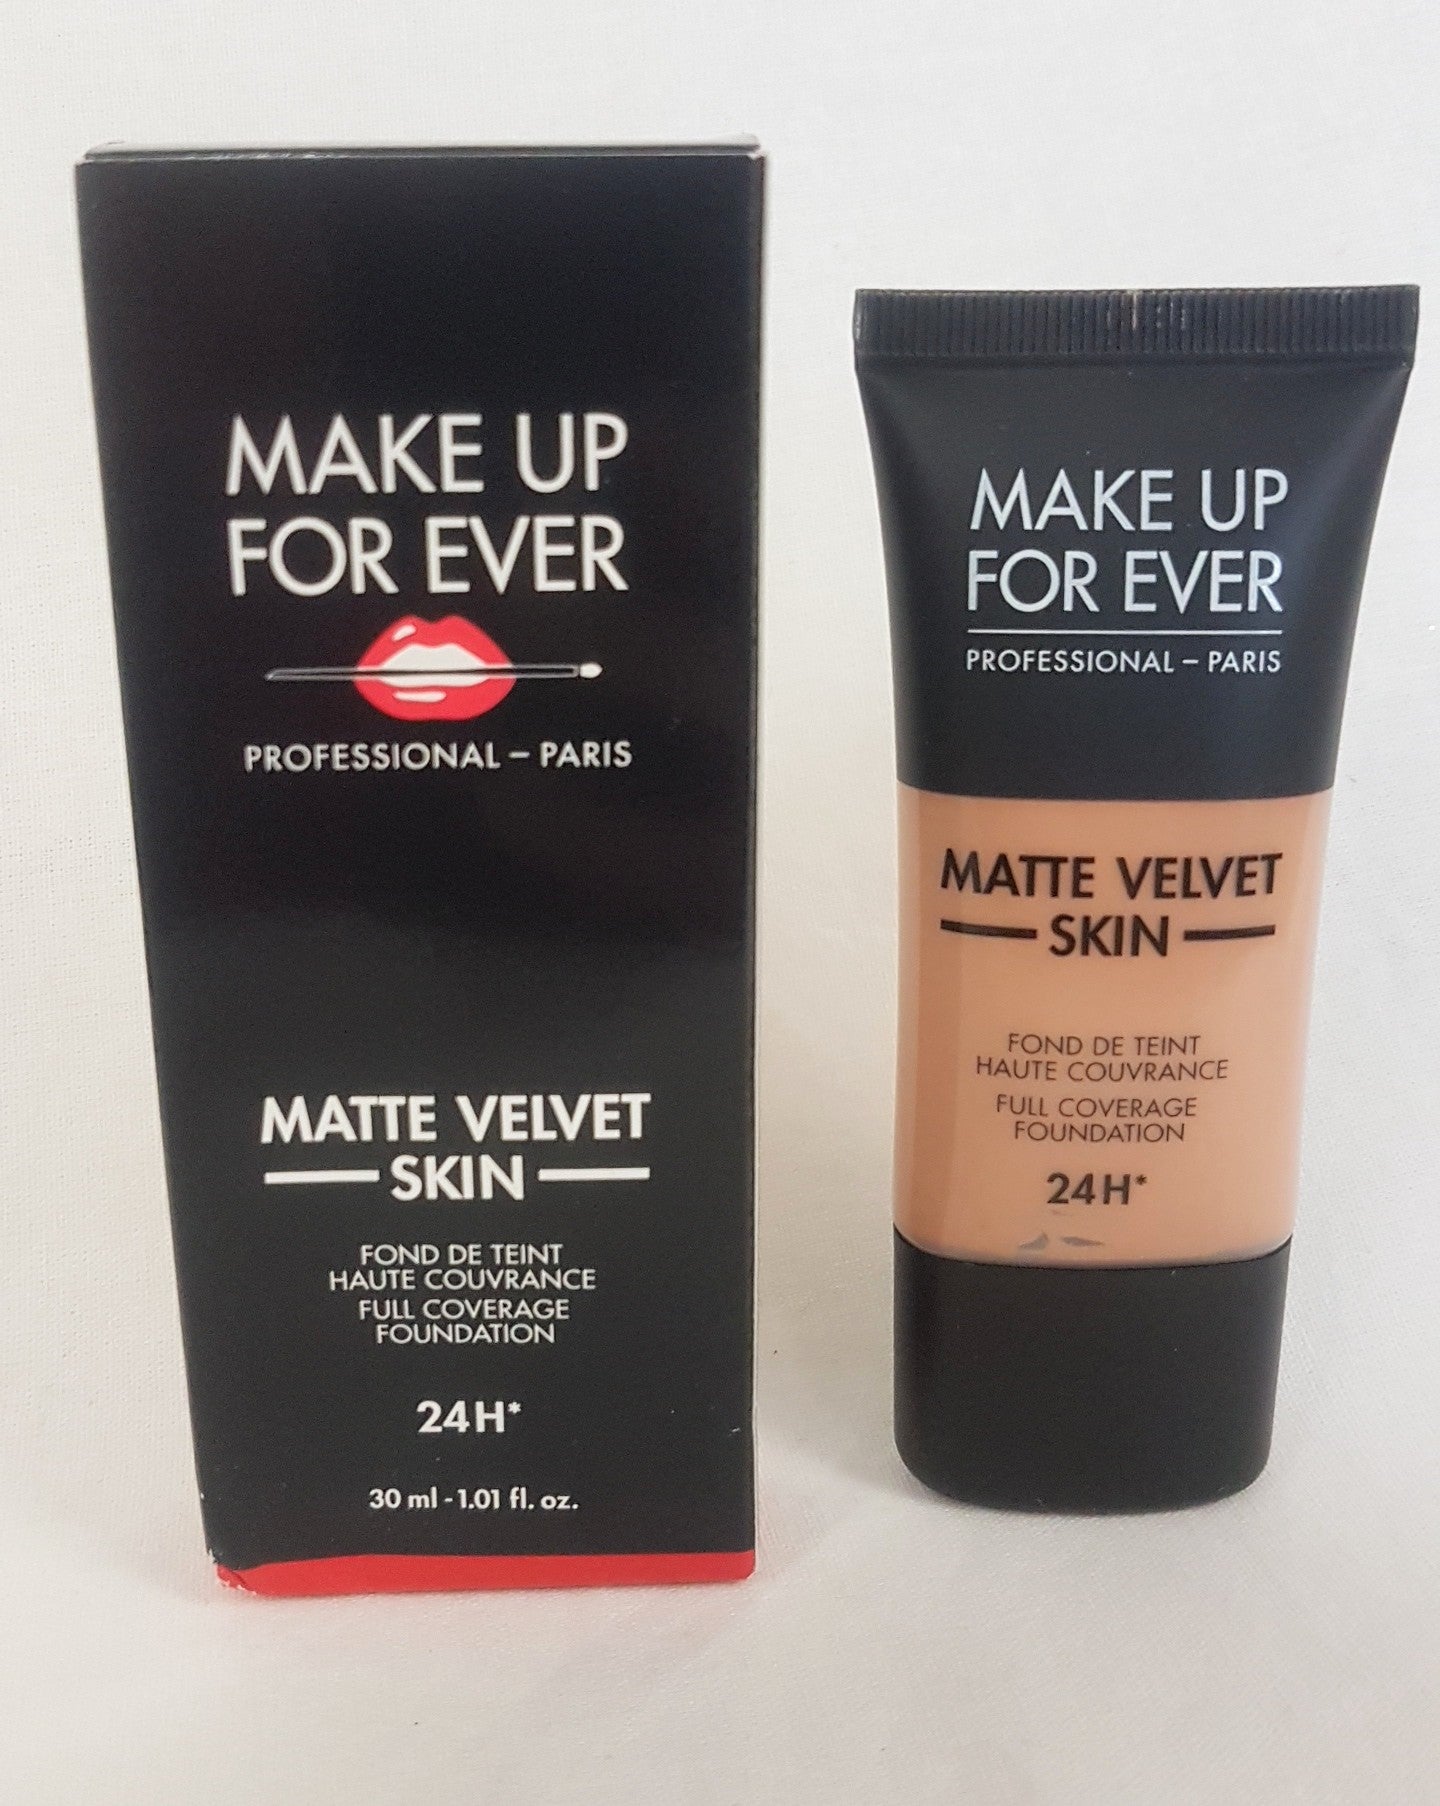 MAKE UP
FOR EVER
PROFESSIONAL – PARIS
MATTE VELVET
SKIN
FOND DE TEINT
HAUTE COUVRANCE
FULL COVERAGE
FOUNDATION
24H*
30 ml - 1.01 fl. oz.
MAKE UP
FOR EVER
PROFESSIONAL – PARIS
MATTE VELVET
SKIN
FOND DE TEINT
HAUTE COUVRANCE
FULL COVERAGE
FOUNDATION
24H*